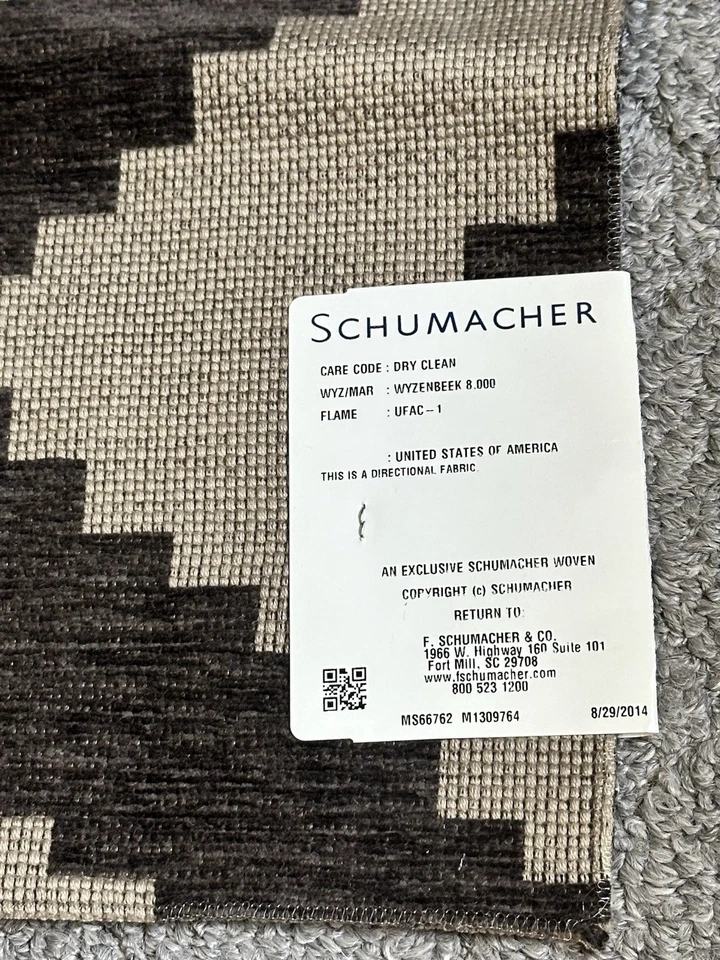 SCHUMACHER
CARE CODE : DRY CLEAN
WYZ/MAR : WYZENBEEK 8.000
FLAME : UFAC-1
: UNITED STATES OF AMERICA
THIS IS A DIRECTIONAL FABRIC.
AN EXCLUSIVE SCHUMACHER WOVEN
COPYRIGHT (c) SCHUMACHER
RETURN TO:
F. SCHUMACHER & CO.
1966 W. Highway 160 Suite 101
Fort Mill, SC 29708
www.fschumacher.com
800 523 1200
MS66762 M1309764 8/29/2014